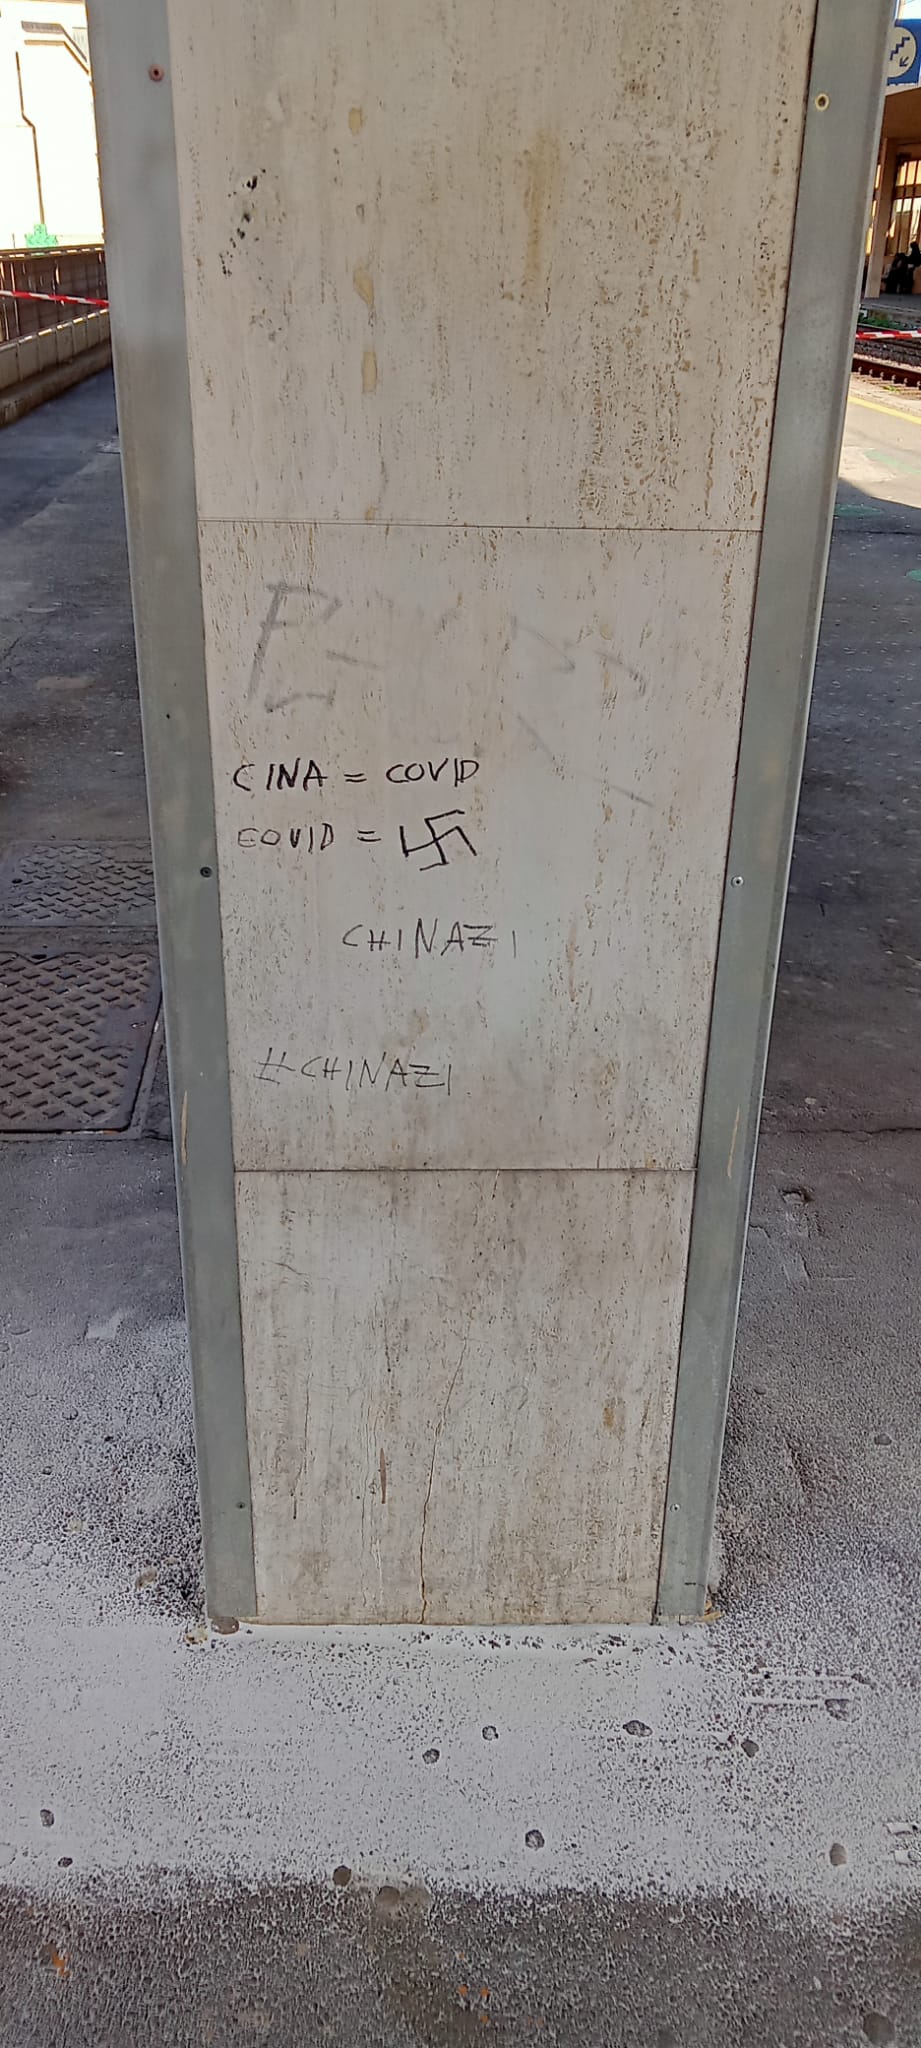 CINA = COVID
COVID = 卐
CHINAZI
#CHINAZI